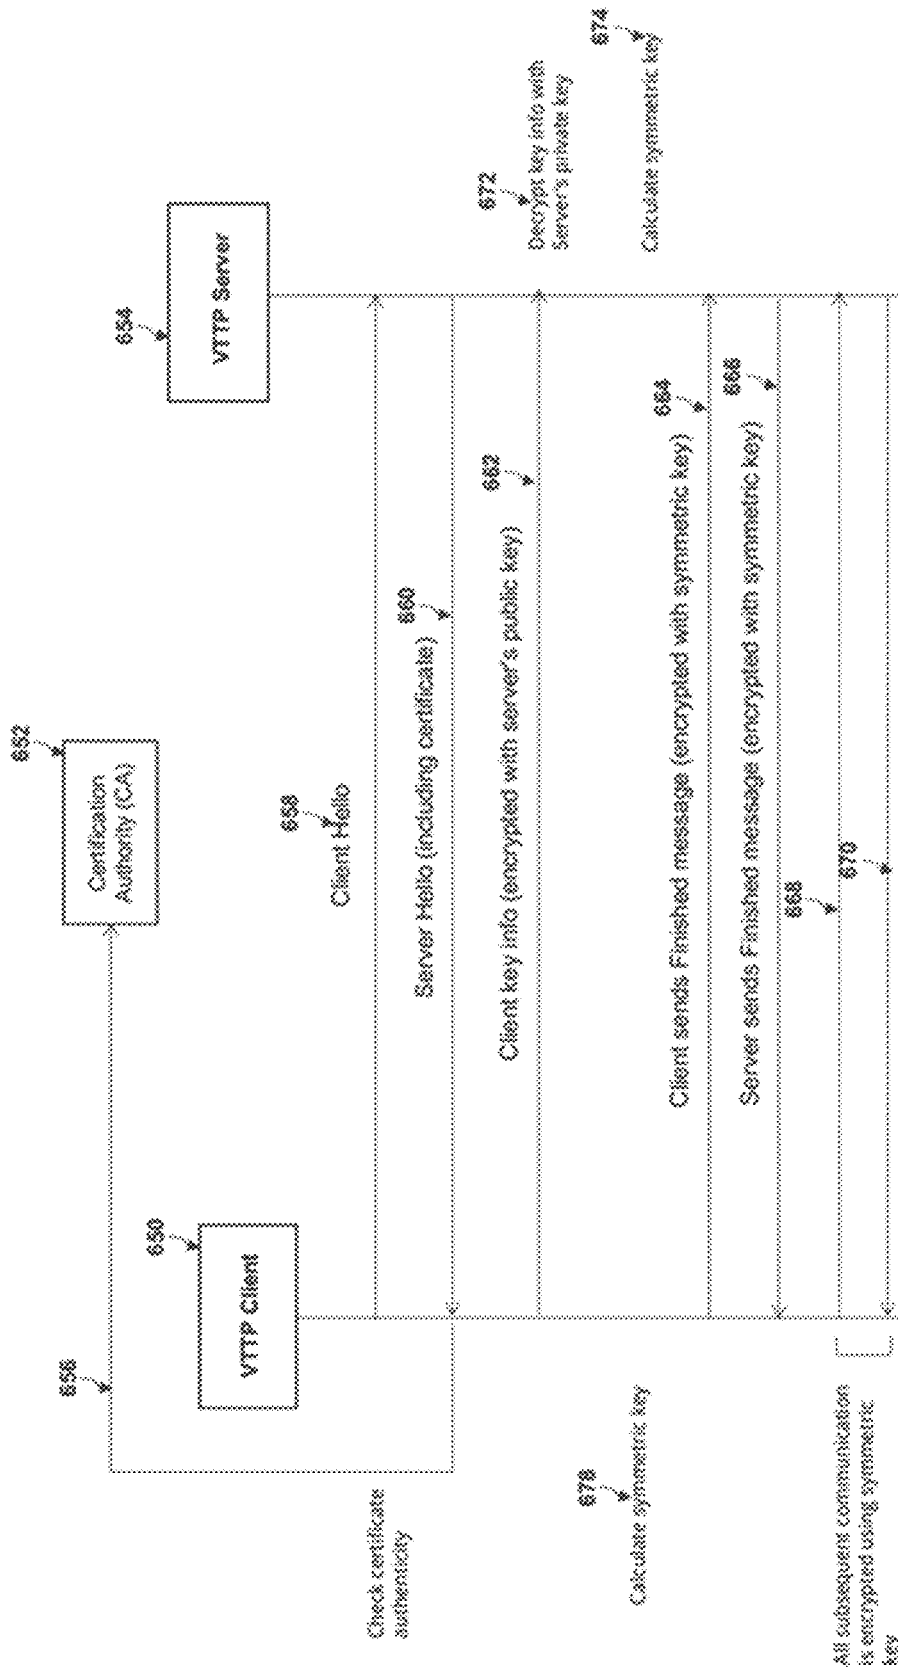 652
Certification
Authority (CA)
656
650
VTTP Client
654
VTTP Server
658
Client Hello
Check certificate
authenticity
660
Server Hello (including certificate)
662
Client key info (encrypted with server's public key)
672
Decrypt key info with
Server's private key
678
Calculate symmetric key
674
Calculate symmetric key
664
Client sends Finished message (encrypted with symmetric key)
666
Server sends Finished message (encrypted with symmetric key)
668
670
All subsequent communication
is encrypted using symmetric
key